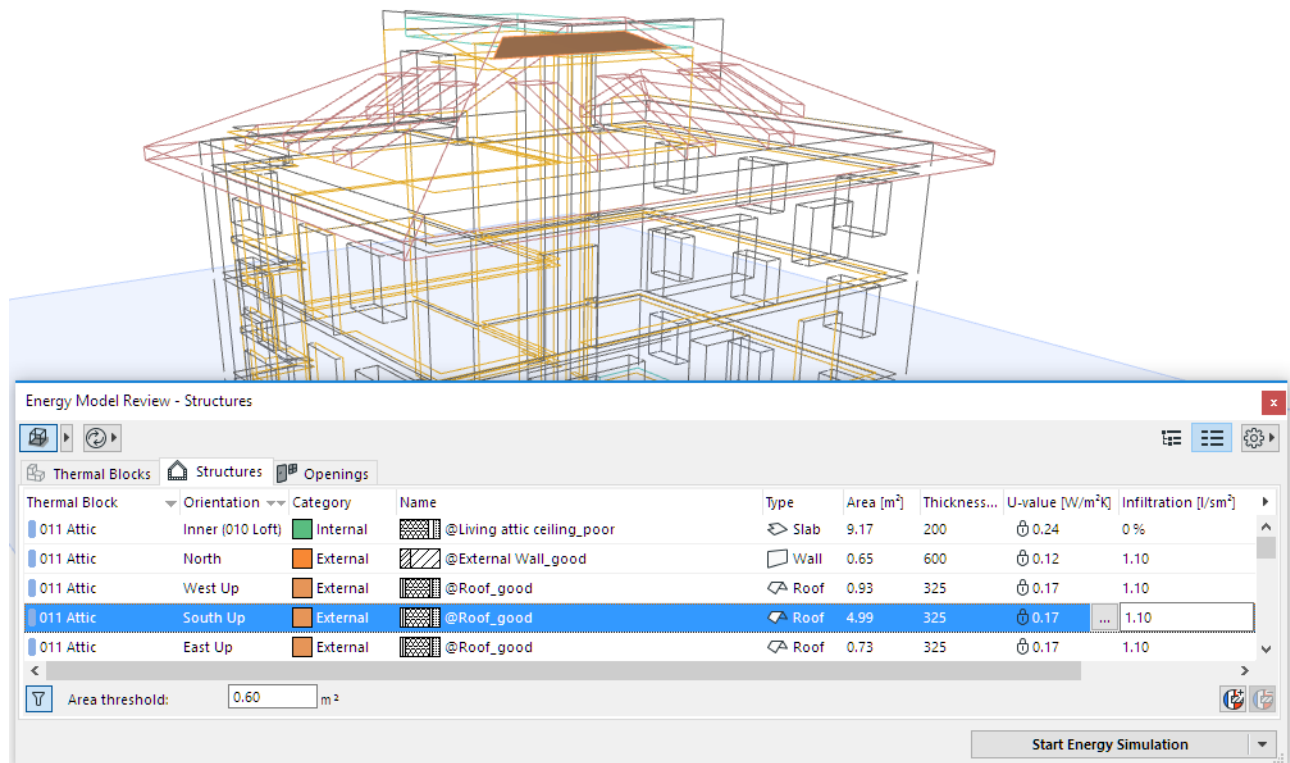 Energy Model Review - Structures
x
Thermal Blocks Structures Openings
Thermal Block Orientation Category Name Type Area [m²] Thickness... U-value [W/m²K] Infiltration [l/sm²]
011 Attic Inner (010 Loft) Internal @Living attic ceiling_poor Slab 9.17 200 0.24 0 %
011 Attic North External @External Wall_good Wall 0.65 600 0.12 1.10
011 Attic West Up External @Roof_good Roof 0.93 325 0.17 1.10
011 Attic South Up External @Roof_good Roof 4.99 325 0.17 ... 1.10
011 Attic East Up External @Roof_good Roof 0.73 325 0.17 1.10
Area threshold: 0.60 m²
Start Energy Simulation